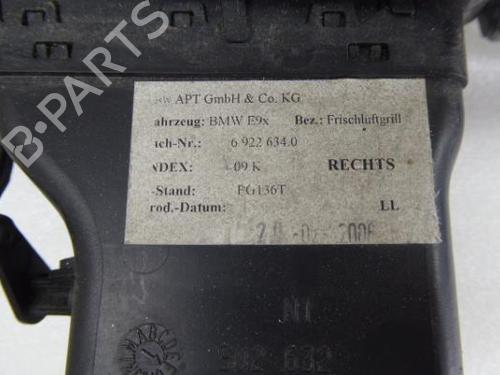 APT GmbH & Co. KG
ahrzeug: BMW E9x Bez.: Frischluftgrill
ch-Nr.: 6 922 634.0
NDEX: 09 K RECHTS
-Stand: FG136T
rod.-Datum: LL
2006
B-PARTS